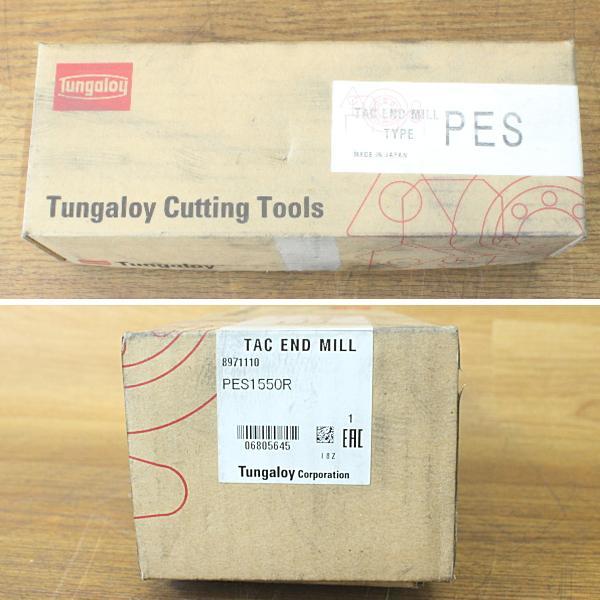 Tungaloy
TAC END MILL
TYPE
PES
MADE IN JAPAN
Tungaloy Cutting Tools
Tungaloy
TAC END MILL
8971110
PES1550R
1
EAC
06805645
18Z
Tungaloy Corporation